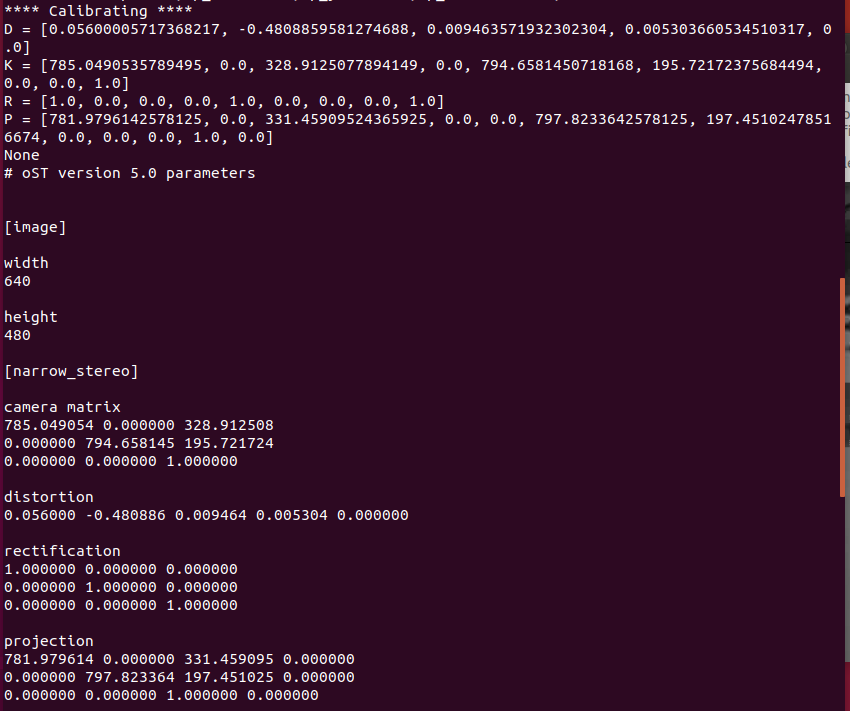 **** Calibrating ****
D = [0.05600005717368217, -0.4808859581274688, 0.009463571932302304, 0.005303660534510317, 0
.0]
K = [785.0490535789495, 0.0, 328.9125077894149, 0.0, 794.6581450718168, 195.72172375684494,
0.0, 0.0, 1.0]
R = [1.0, 0.0, 0.0, 0.0, 1.0, 0.0, 0.0, 0.0, 1.0]
P = [781.9796142578125, 0.0, 331.45909524365925, 0.0, 0.0, 797.8233642578125, 197.4510247851
6674, 0.0, 0.0, 0.0, 1.0, 0.0]
None
# oST version 5.0 parameters
[image]
width
640
height
480
[narrow_stereo]
camera matrix
785.049054 0.000000 328.912508
0.000000 794.658145 195.721724
0.000000 0.000000 1.000000
distortion
0.056000 -0.480886 0.009464 0.005304 0.000000
rectification
1.000000 0.000000 0.000000
0.000000 1.000000 0.000000
0.000000 0.000000 1.000000
projection
781.979614 0.000000 331.459095 0.000000
0.000000 797.823364 197.451025 0.000000
0.000000 0.000000 1.000000 0.000000